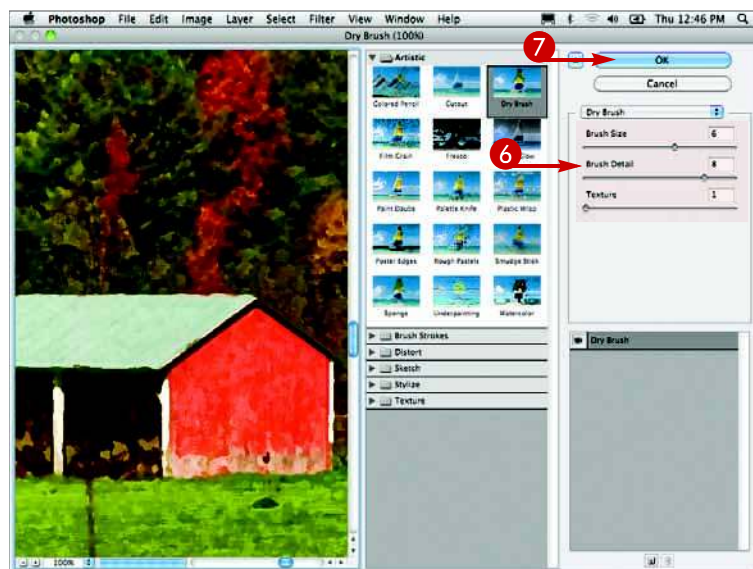 Photoshop File Edit Image Layer Select Filter View Window Help Thu 12:46 PM
Dry Brush (100%)
Artistic
Colored Pencil Cutout Dry Brush
Film Grain Fresco Glow
Paint Daubs Palette Knife Plastic Wrap
Poster Edges Rough Pastels Smudge Stick
Sponge Underpainting Watercolor
Brush Strokes
Distort
Sketch
Stylize
Texture
100%
7
OK
Cancel
Dry Brush
Brush Size 6
6
Brush Detail 8
Texture 1
Dry Brush